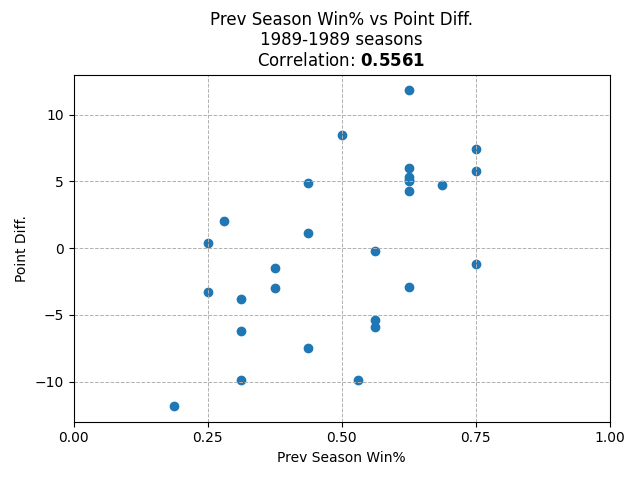 Prev Season Win% vs Point Diff.
1989-1989 seasons
Correlation: 0.5561
10
5
0
−5
−10
Point Diff.
0.00 0.25 0.50 0.75 1.00
Prev Season Win%